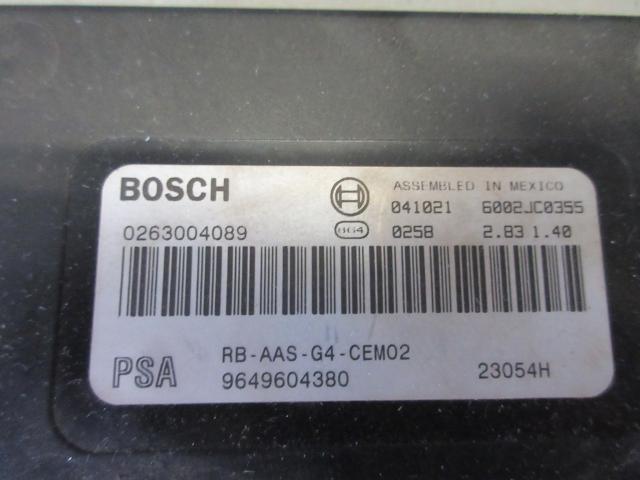 BOSCH
ASSEMBLED IN MEXICO
041021 6002JC0355
0263004089
0258 2.83 1.40
RB-AAS-G4-CEM02
PSA
9649604380
23054H